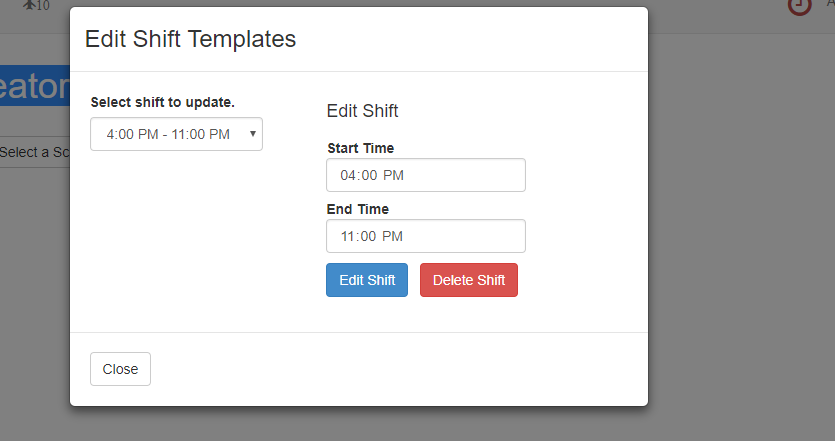 10
Edit Shift Templates
eator
Select a Sc
Select shift to update.
4:00 PM - 11:00 PM
Edit Shift
Start Time
04:00 PM
End Time
11:00 PM
Edit Shift
Delete Shift
Close